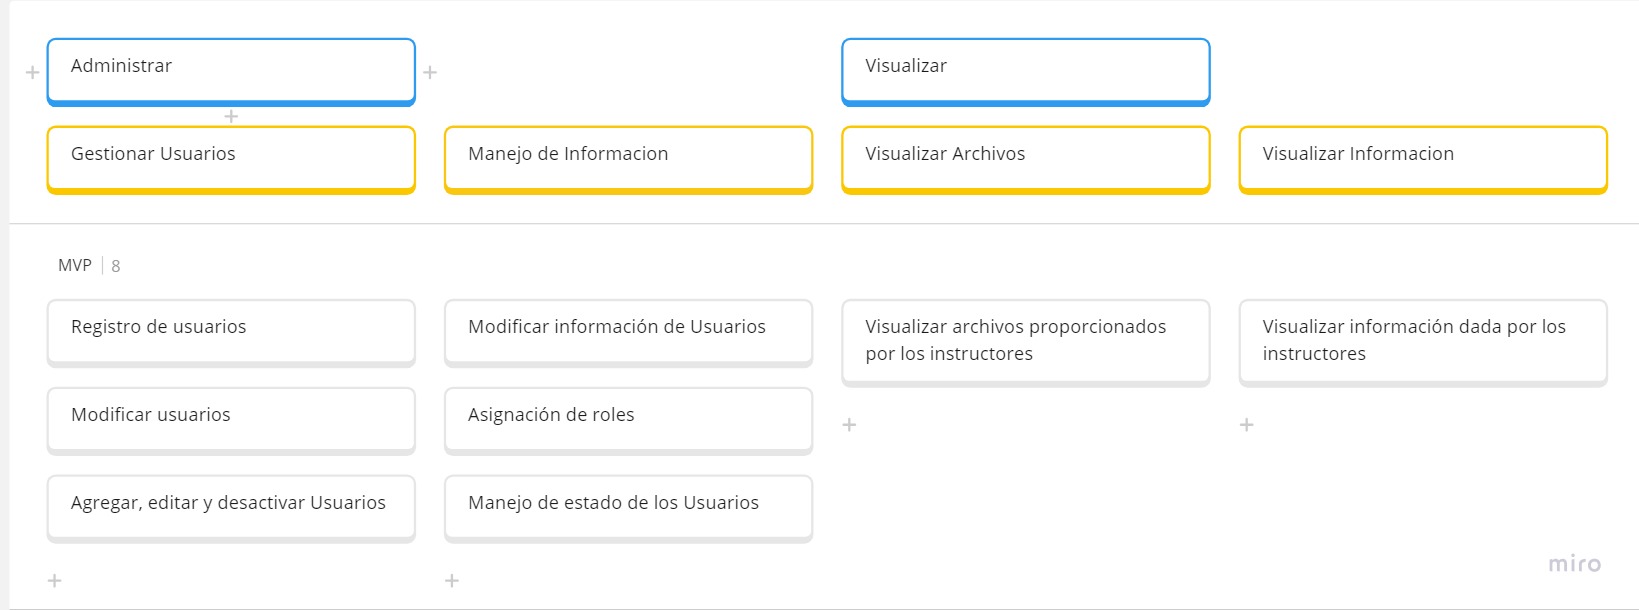 Administrar
Visualizar
Gestionar Usuarios
Manejo de Informacion
Visualizar Archivos
Visualizar Informacion
MVP | 8
Registro de usuarios
Modificar información de Usuarios
Visualizar archivos proporcionados
por los instructores
Visualizar información dada por los
instructores
Modificar usuarios
Asignación de roles
Agregar, editar y desactivar Usuarios
Manejo de estado de los Usuarios
miro